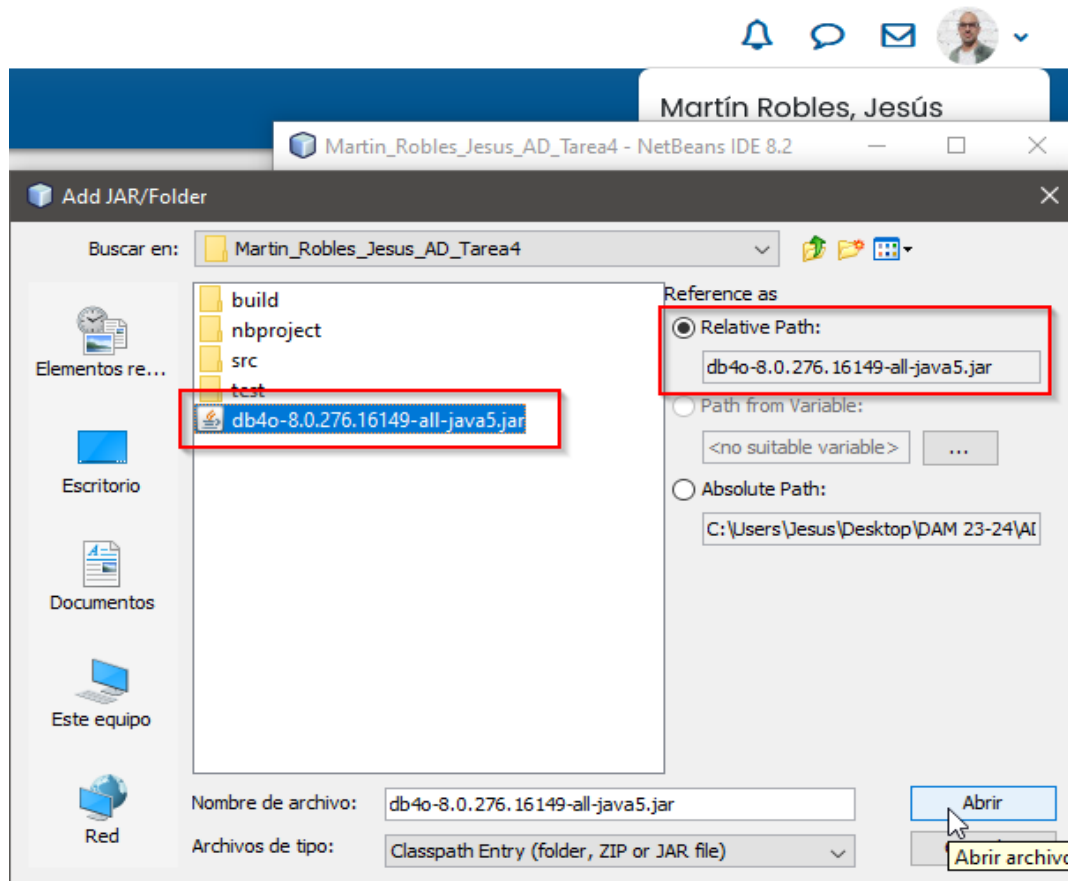 Martín Robles, Jesús
Martin_Robles_Jesus_AD_Tarea4 - NetBeans IDE 8.2
Add JAR/Folder
Buscar en:
Martin_Robles_Jesus_AD_Tarea4
build
nbproject
src
test
db4o-8.0.276.16149-all-java5.jar
Reference as
Relative Path:
db4o-8.0.276.16149-all-java5.jar
Path from Variable:
<no suitable variable>
...
Absolute Path:
C:\Users\Jesus\Desktop\DAM 23-24\AD
Elementos re...
Escritorio
Documentos
Este equipo
Red
Nombre de archivo:
db4o-8.0.276.16149-all-java5.jar
Abrir
Archivos de tipo:
Classpath Entry (folder, ZIP or JAR file)
Abrir archivo